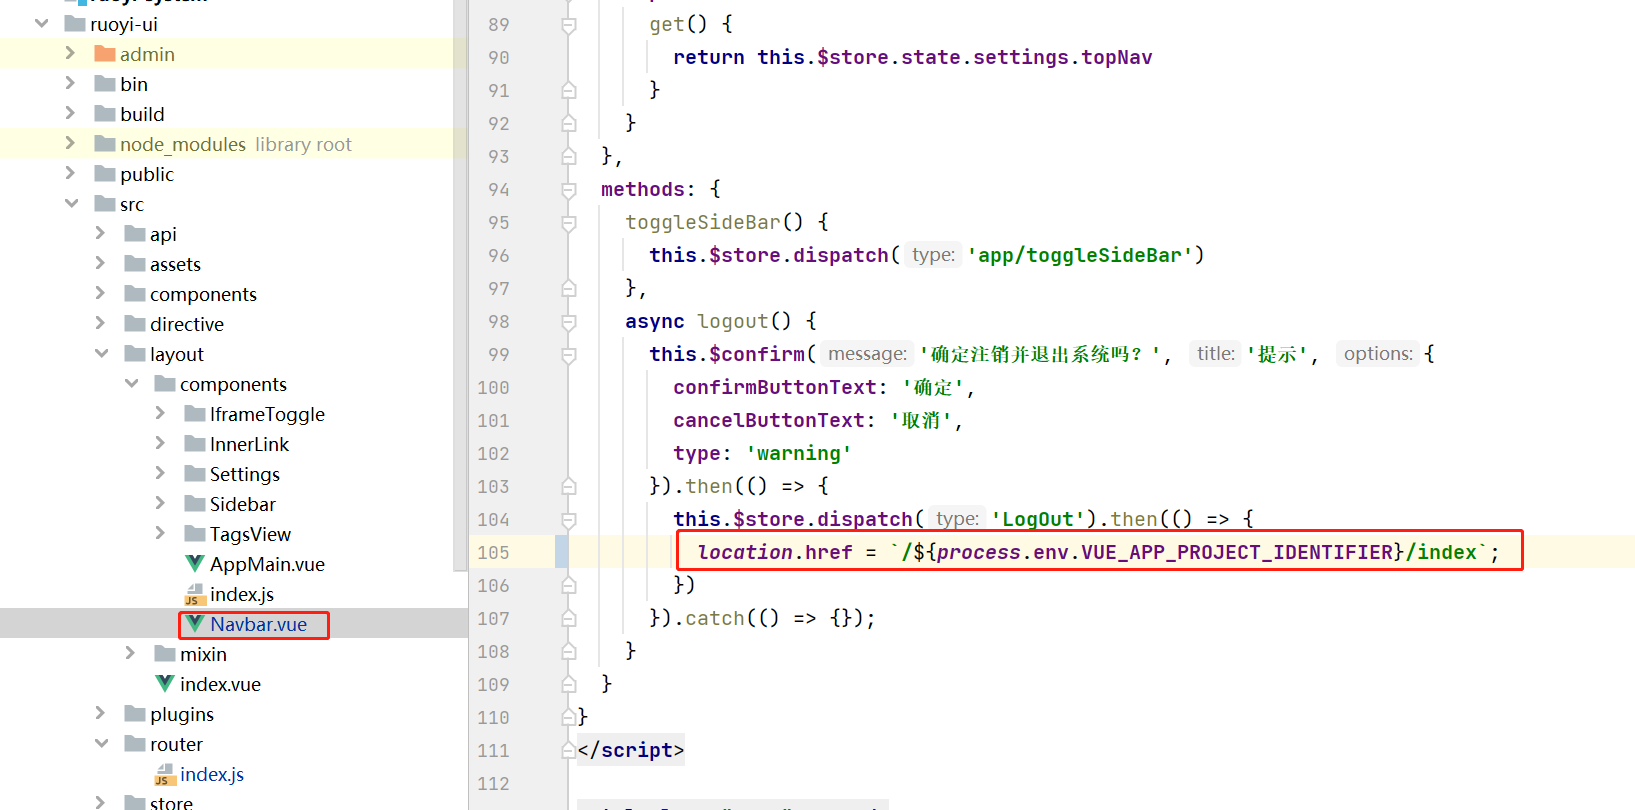 ruoyi-system
ruoyi-ui
admin
bin
build
node_modules library root
public
src
api
assets
components
directive
layout
components
IframeToggle
InnerLink
Settings
Sidebar
TagsView
AppMain.vue
index.js
Navbar.vue
mixin
index.vue
plugins
router
index.js
store
89 get() {
90 return this.$store.state.settings.topNav
91 }
92 }
93 },
94 methods: {
95 toggleSideBar() {
96 this.$store.dispatch( type: 'app/toggleSideBar')
97 },
98 async logout() {
99 this.$confirm( message: '确定注销并退出系统吗？', title: '提示', options: {
100 confirmButtonText: '确定',
101 cancelButtonText: '取消',
102 type: 'warning'
103 }).then(() => {
104 this.$store.dispatch( type: 'LogOut').then(() => {
105 location.href = `/${process.env.VUE_APP_PROJECT_IDENTIFIER}/index`;
106 })
107 }).catch(() => {});
108 }
109 }
110 }
111 </script>
112